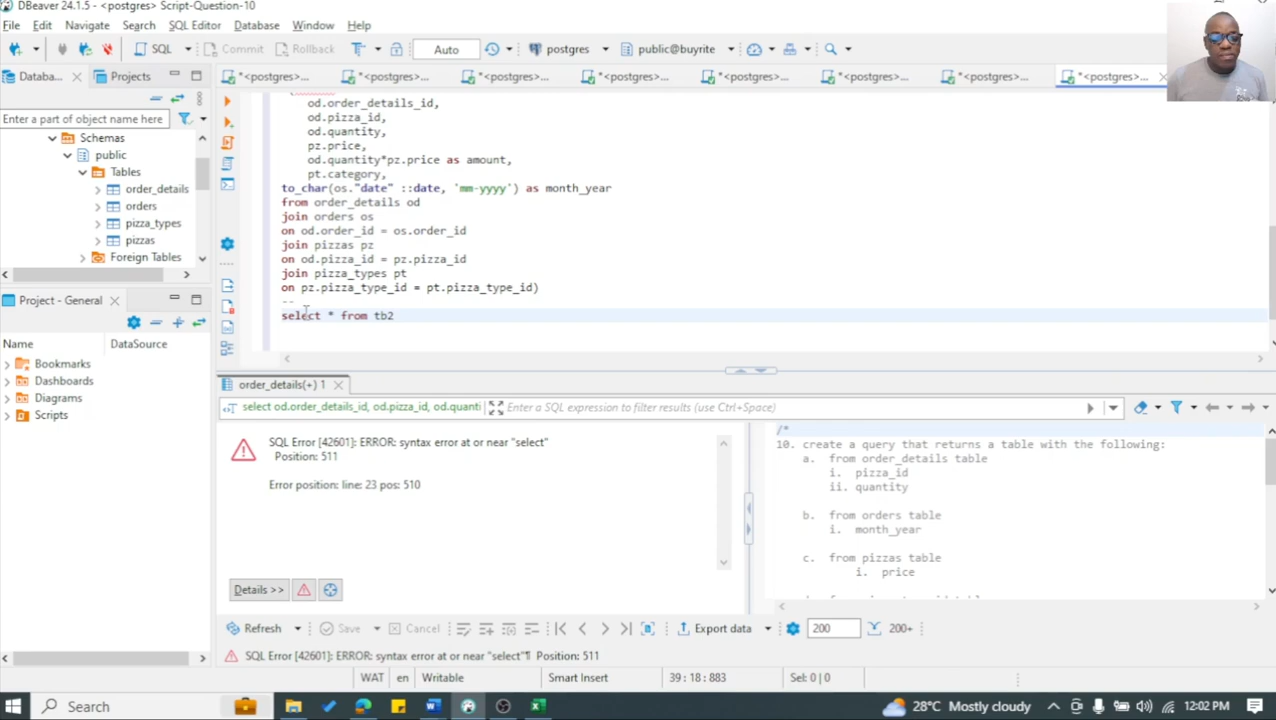 DBeaver 24.1.5 - <postgres> Script-Question-10
File Edit Navigate Search SQL Editor Database Window Help
SQL Commit Rollback Auto postgres public@buyrite
Databa... Projects *<postgres>... *<postgres>... *<postgres>... *<postgres>... *<postgres>... *<postgres>... *<postgres>... *<postgres>...
Enter a part of object name here
Schemas
public
Tables
order_details
orders
pizza_types
pizzas
Foreign Tables
od.order_details_id,
od.pizza_id,
od.quantity,
pz.price,
od.quantity*pz.price as amount,
pt.category,
to_char(os."date" ::date, 'mm-yyyy') as month_year
from order_details od
join orders os
on od.order_id = os.order_id
join pizzas pz
on od.pizza_id = pz.pizza_id
join pizza_types pt
on pz.pizza_type_id = pt.pizza_type_id)
--
select * from tb2
Project - General
Name DataSource
Bookmarks
Dashboards
Diagrams
Scripts
order_details(+) 1
select od.order_details_id, od.pizza_id, od.quanti Enter a SQL expression to filter results (use Ctrl+Space)
SQL Error [42601]: ERROR: syntax error at or near "select"
Position: 511
Error position: line: 23 pos: 510
Details >>
/*
10. create a query that returns a table with the following:
a. from order_details table
i. pizza_id
ii. quantity
b. from orders table
i. month_year
c. from pizzas table
i. price
Refresh Save Cancel Export data 200 200+
SQL Error [42601]: ERROR: syntax error at or near "select"¶ Position: 511
WAT en Writable Smart Insert 39 : 18 : 883 Sel: 0 | 0
Search 28°C Mostly cloudy 12:02 PM